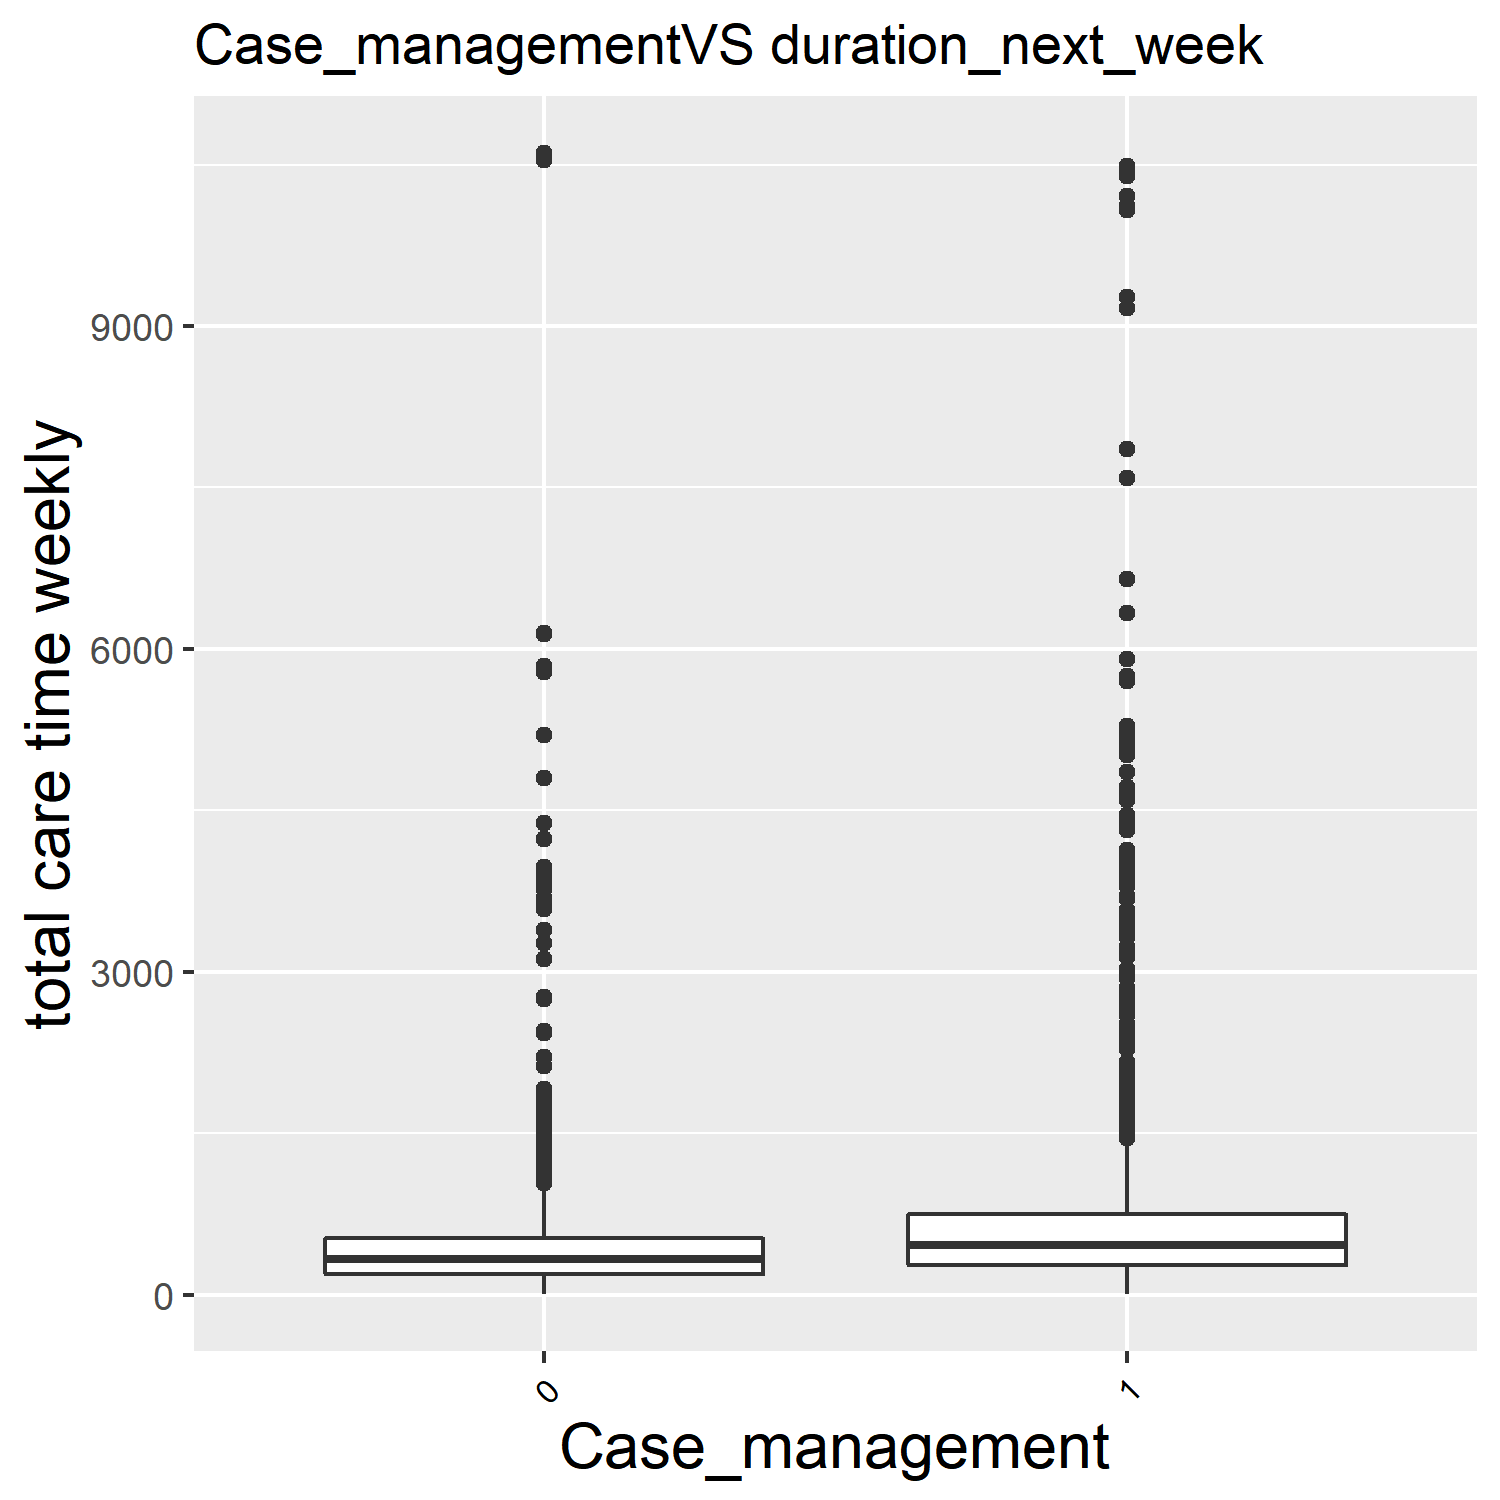 Case_managementVS duration_next_week
total care time weekly
9000
6000
3000
0
0
1
Case_management